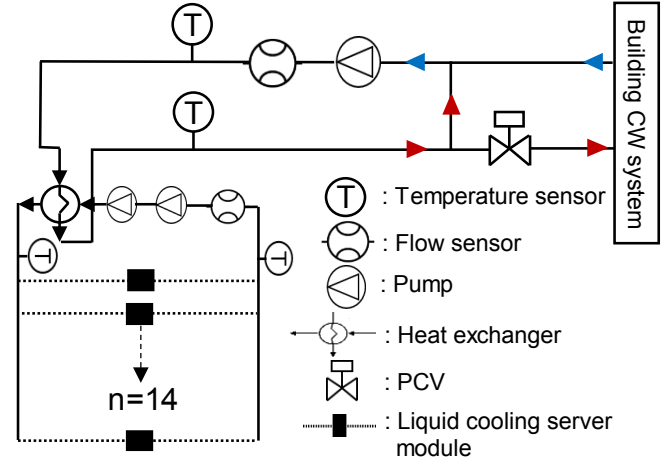 T
T
Building CW system
T
T
n=14
T : Temperature sensor
: Flow sensor
: Pump
: Heat exchanger
: PCV
: Liquid cooling server
module